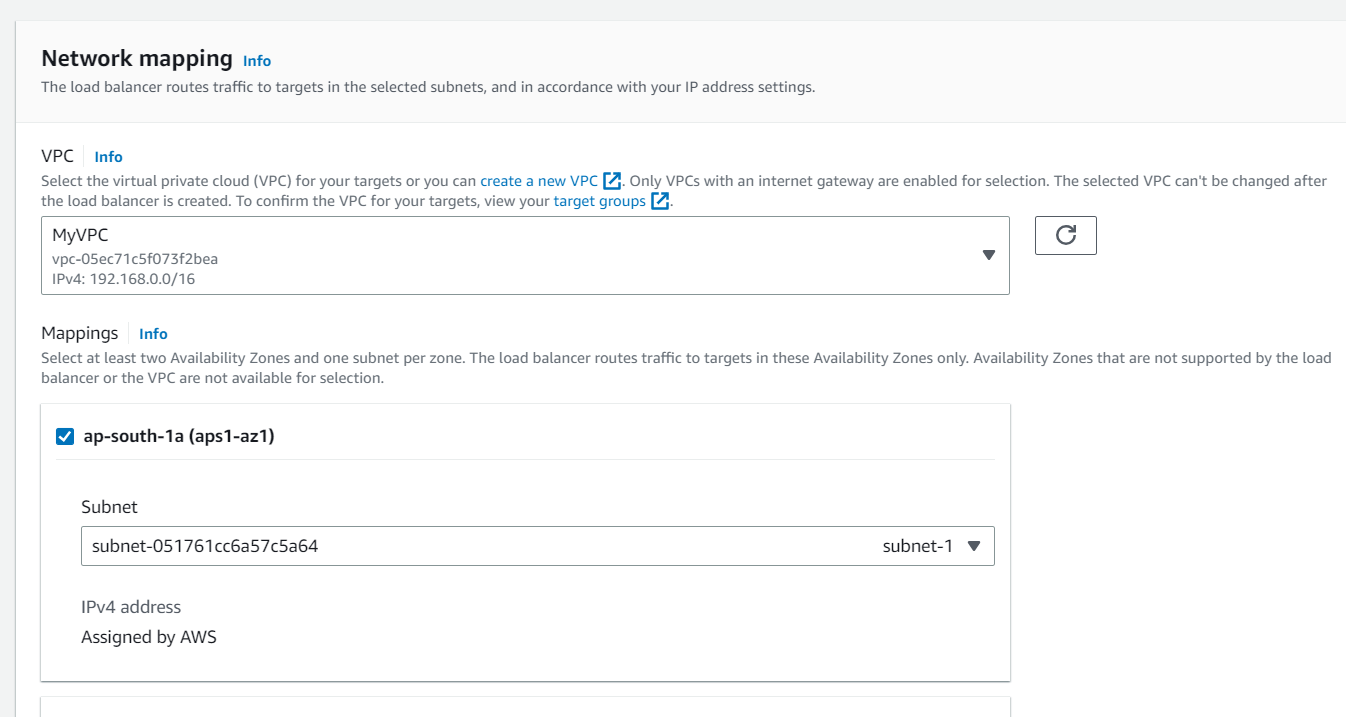 Network mapping Info
The load balancer routes traffic to targets in the selected subnets, and in accordance with your IP address settings.
VPC Info
Select the virtual private cloud (VPC) for your targets or you can create a new VPC. Only VPCs with an internet gateway are enabled for selection. The selected VPC can't be changed after
the load balancer is created. To confirm the VPC for your targets, view your target groups.
MyVPC
vpc-05ec71c5f073f2bea
IPv4: 192.168.0.0/16
Mappings Info
Select at least two Availability Zones and one subnet per zone. The load balancer routes traffic to targets in these Availability Zones only. Availability Zones that are not supported by the load
balancer or the VPC are not available for selection.
ap-south-1a (aps1-az1)
Subnet
subnet-051761cc6a57c5a64 subnet-1
IPv4 address
Assigned by AWS